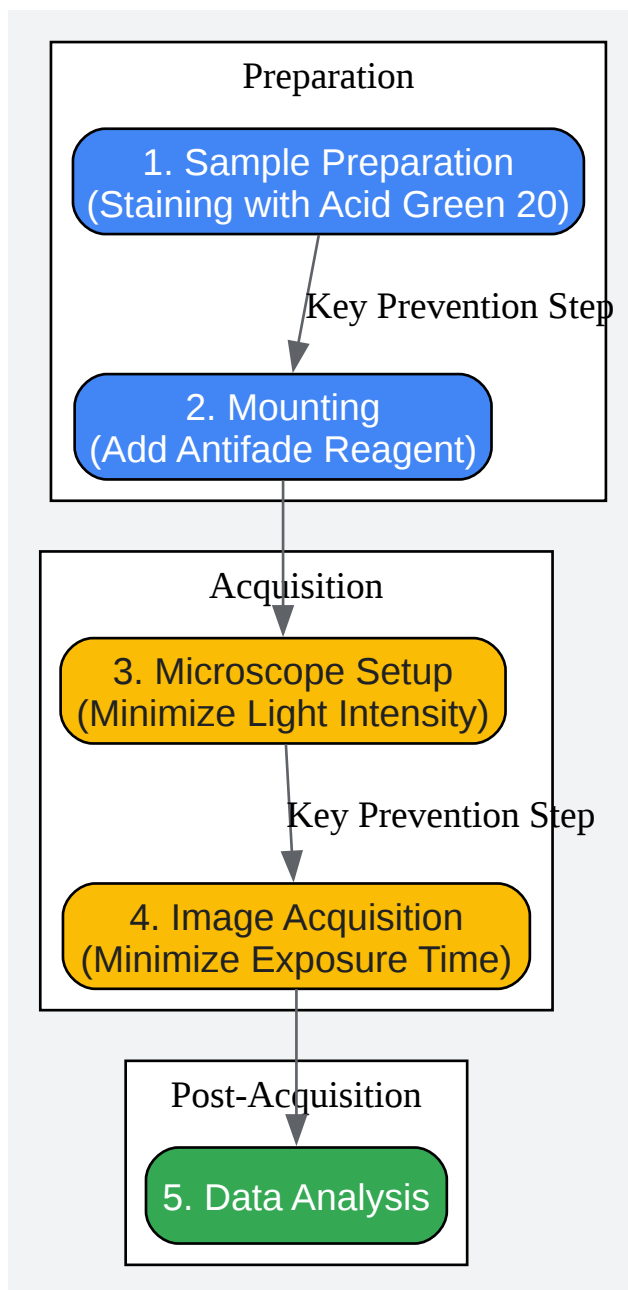 Preparation
1. Sample Preparation
(Staining with Acid Green 20)
Key Prevention Step
2. Mounting
(Add Antifade Reagent)
Acquisition
3. Microscope Setup
(Minimize Light Intensity)
Key Prevention Step
4. Image Acquisition
(Minimize Exposure Time)
Post-Acquisition
5. Data Analysis